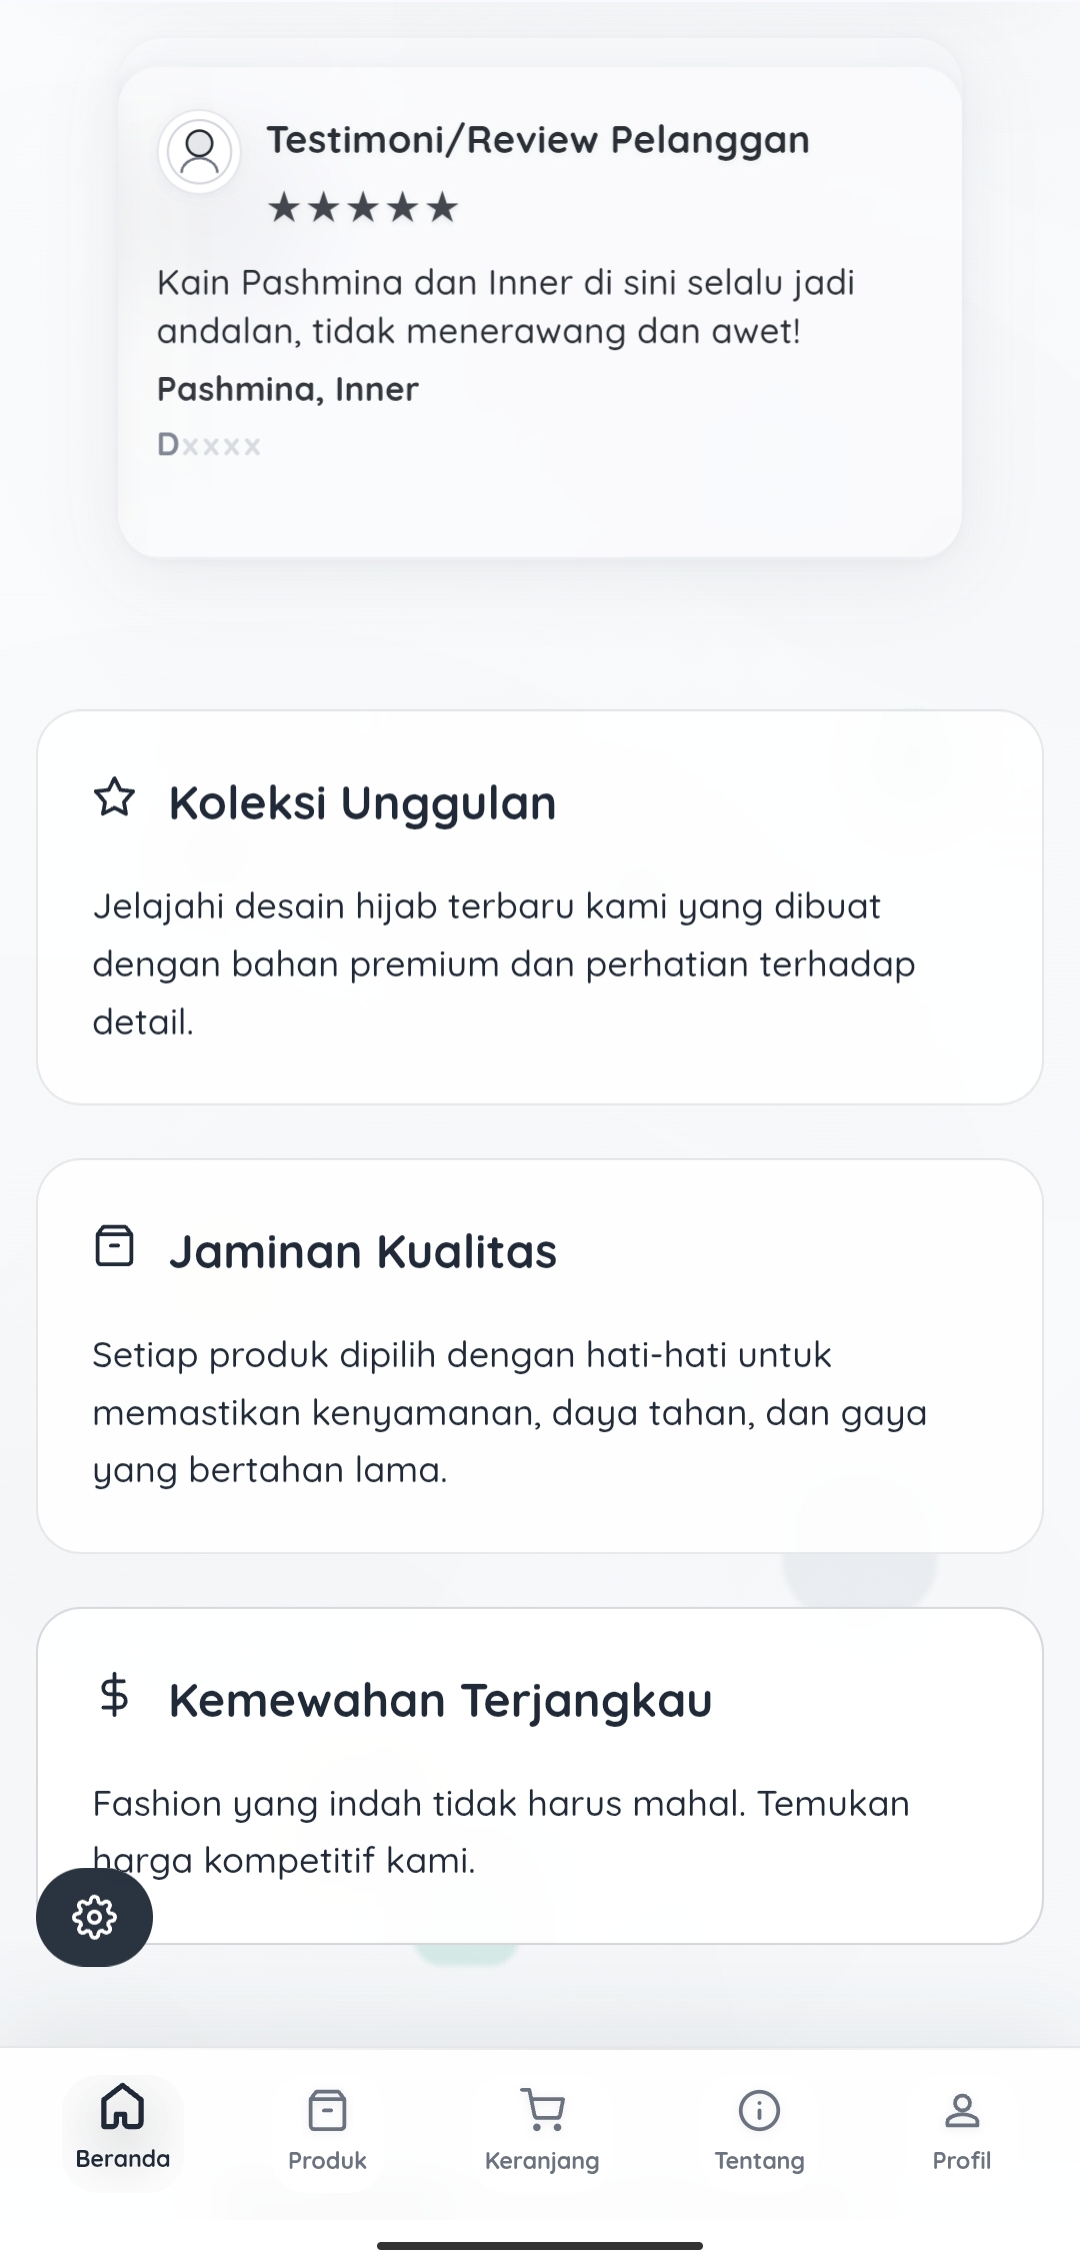 Testimoni/Review Pelanggan
★★★★★
Kain Pashmina dan Inner di sini selalu jadi
andalan, tidak menerawang dan awet!
Pashmina, Inner
Dxxxx
Koleksi Unggulan
Jelajahi desain hijab terbaru kami yang dibuat
dengan bahan premium dan perhatian terhadap
detail.
Jaminan Kualitas
Setiap produk dipilih dengan hati-hati untuk
memastikan kenyamanan, daya tahan, dan gaya
yang bertahan lama.
Kemewahan Terjangkau
Fashion yang indah tidak harus mahal. Temukan
harga kompetitif kami.
Beranda
Produk
Keranjang
Tentang
Profil